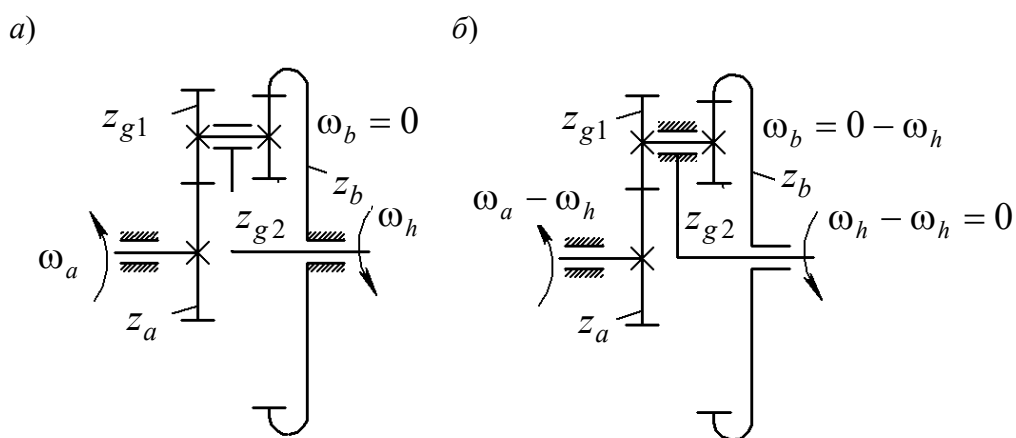 а)
z_{g1}
ω_b = 0
z_b
ω_h
z_{g2}
ω_a
z_a
б)
z_{g1}
ω_b = 0 − ω_h
z_b
ω_a − ω_h
z_{g2}
ω_h − ω_h = 0
z_a